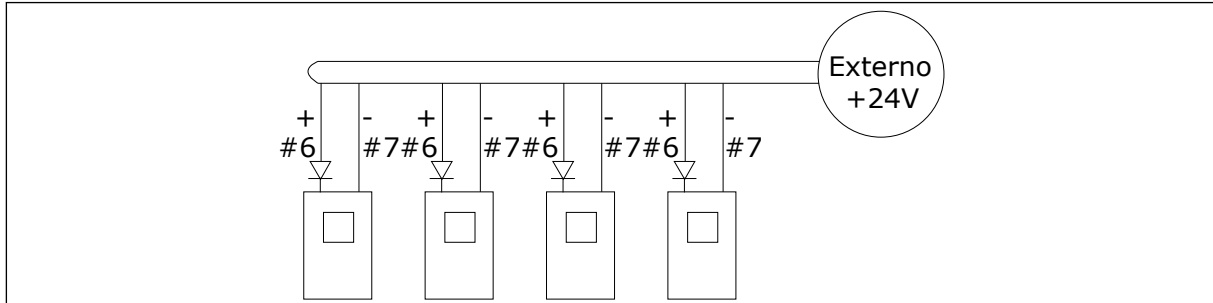 Externo
+24V
+ - + - + - + -
#6 #7#6 #7#6 #7#6 #7